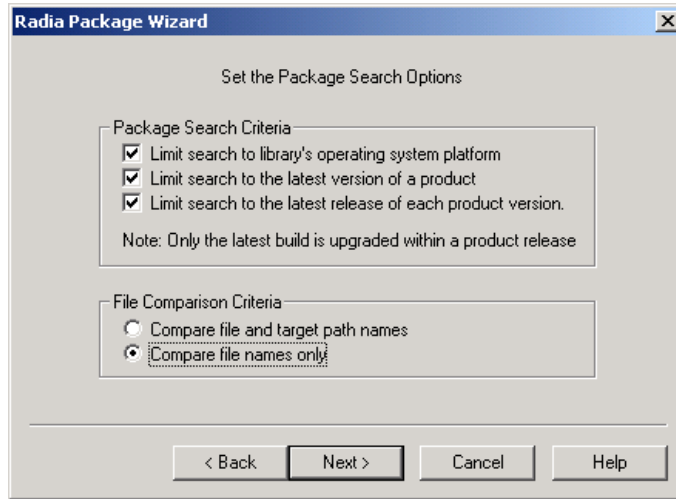 Radia Package Wizard
Set the Package Search Options
Package Search Criteria
Limit search to library's operating system platform
Limit search to the latest version of a product
Limit search to the latest release of each product version.
Note: Only the latest build is upgraded within a product release
File Comparison Criteria
Compare file and target path names
Compare file names only
< Back Next > Cancel Help